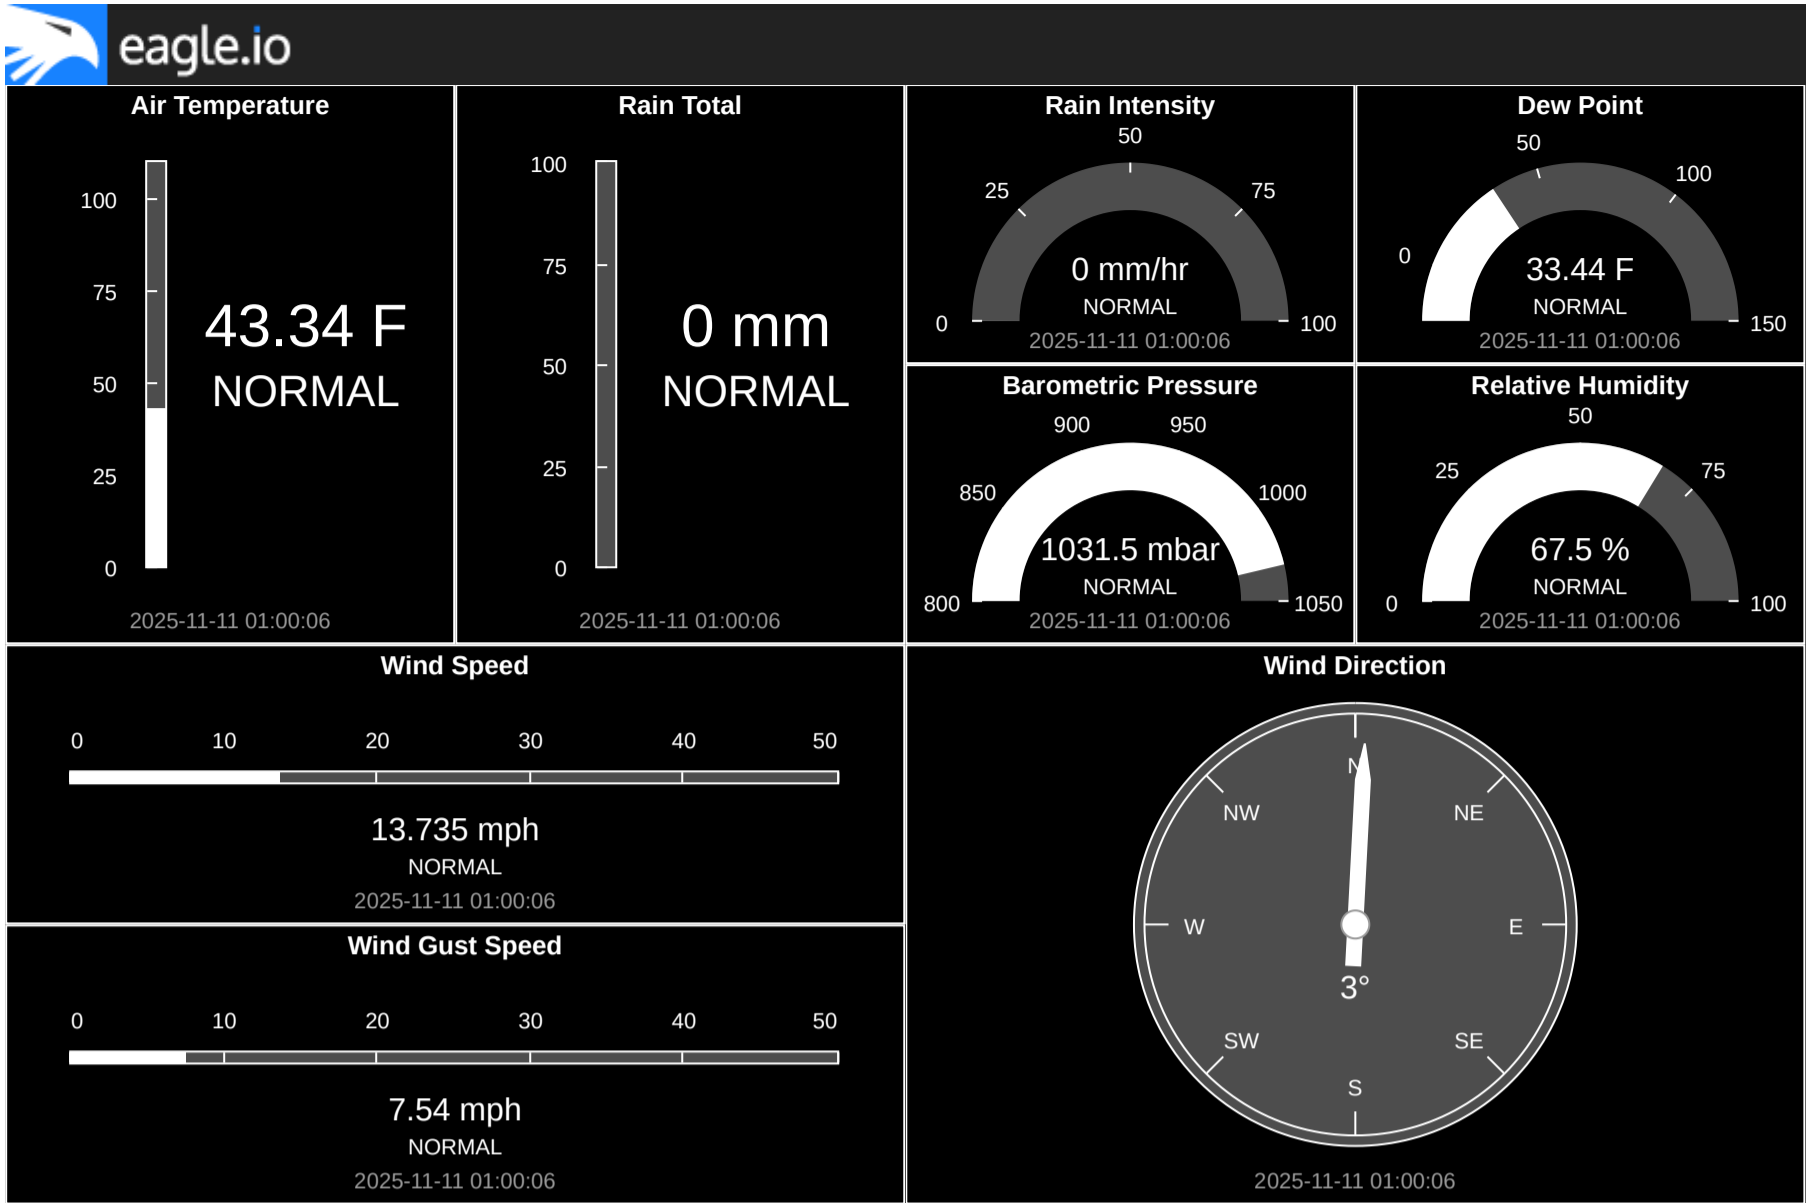 eagle.io
Air Temperature
100
75
50
25
0
43.34 F
NORMAL
2025-11-11 01:00:06
Rain Total
100
75
50
25
0
0 mm
NORMAL
2025-11-11 01:00:06
Rain Intensity
0
25
50
75
100
0 mm/hr
NORMAL
2025-11-11 01:00:06
Dew Point
0
50
100
150
33.44 F
NORMAL
2025-11-11 01:00:06
Barometric Pressure
800
850
900
950
1000
1050
1031.5 mbar
NORMAL
2025-11-11 01:00:06
Relative Humidity
0
25
50
75
100
67.5 %
NORMAL
2025-11-11 01:00:06
Wind Speed
0 10 20 30 40 50
13.735 mph
NORMAL
2025-11-11 01:00:06
Wind Gust Speed
0 10 20 30 40 50
7.54 mph
NORMAL
2025-11-11 01:00:06
Wind Direction
N
NW NE
W E
3°
SW SE
S
2025-11-11 01:00:06